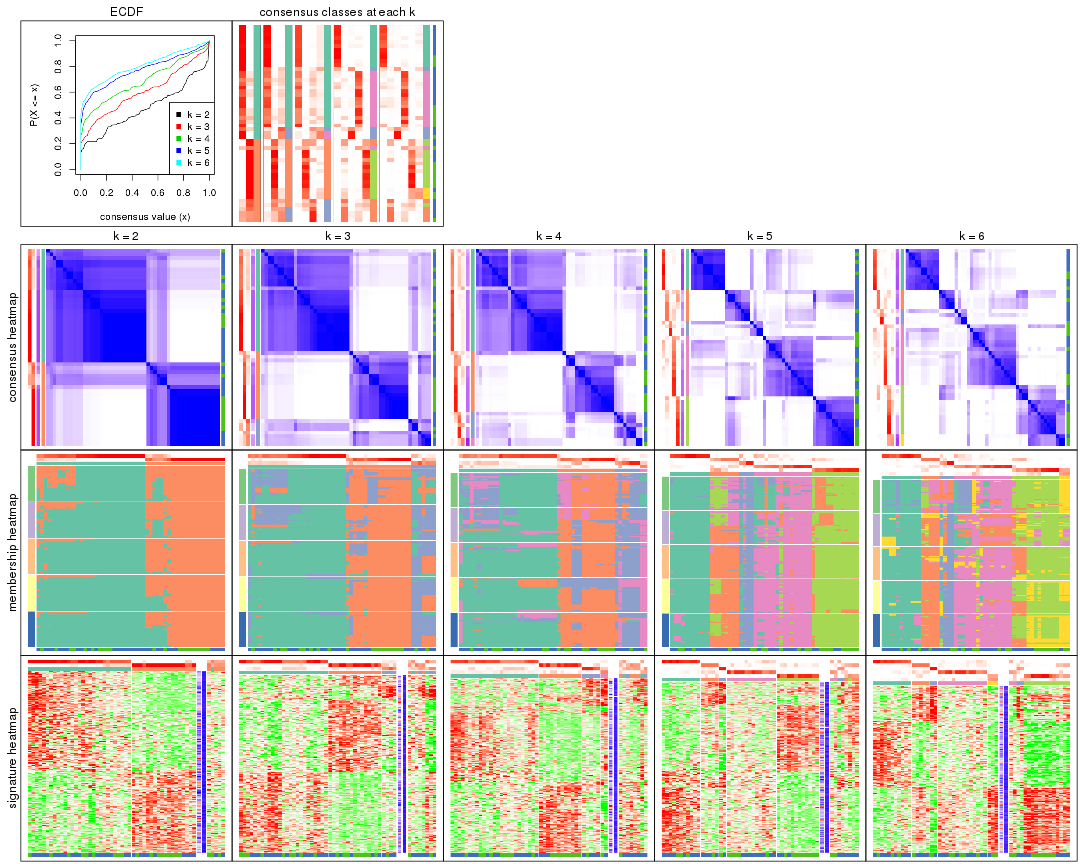 ECDF
consensus classes at each k
P(X <= x)
0.0 0.2 0.4 0.6 0.8 1.0
k = 2
k = 3
k = 4
k = 5
k = 6
0.0 0.2 0.4 0.6 0.8 1.0
consensus value (x)
k = 2
k = 3
k = 4
k = 5
k = 6
consensus heatmap
membership heatmap
signature heatmap